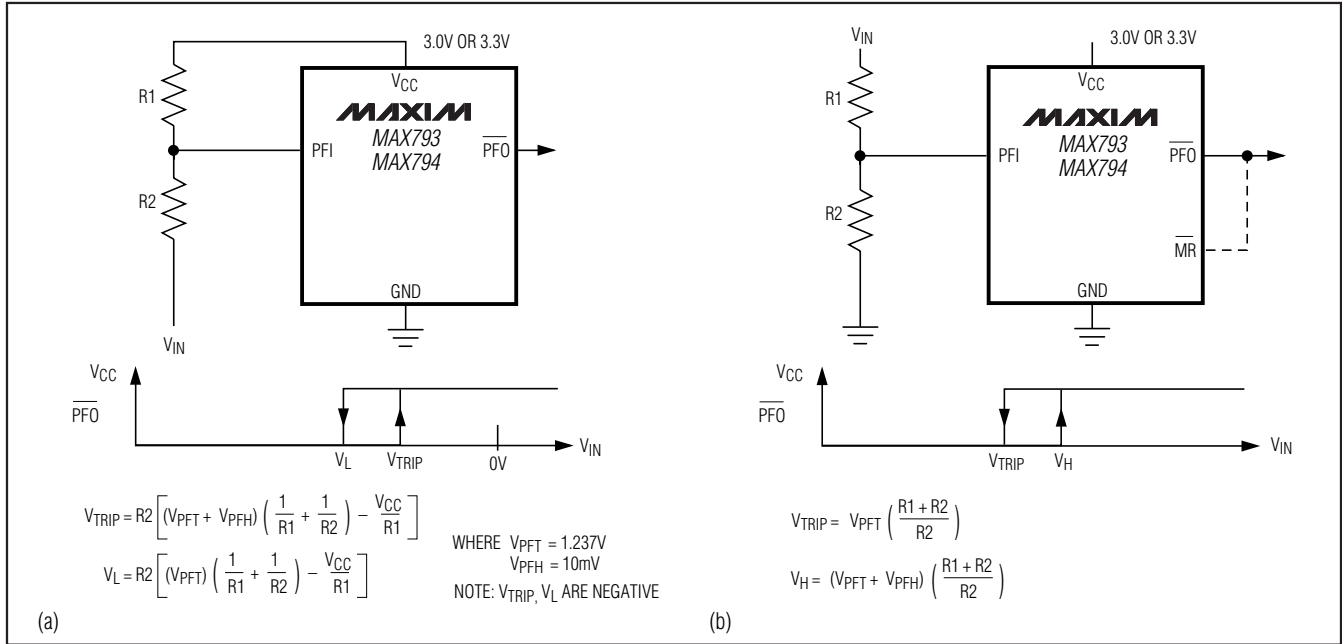 3.0V OR 3.3V
VCC
R1
MAXIM
MAX793
MAX794
PFI
PFO
R2
GND
VIN
VCC
PFO
VL
VTRIP
0V
VIN
VTRIP = R2 [ (VPFT + VPFH) ( 1/R1 + 1/R2 ) – VCC/R1 ]
VL = R2 [ (VPFT) ( 1/R1 + 1/R2 ) – VCC/R1 ]
WHERE VPFT = 1.237V
VPFH = 10mV
NOTE: VTRIP, VL ARE NEGATIVE
(a)
VIN
3.0V OR 3.3V
VCC
R1
MAXIM
MAX793
MAX794
PFI
PFO
R2
MR
GND
VCC
PFO
VTRIP
VH
VIN
VTRIP = VPFT ( R1 + R2 / R2 )
VH = (VPFT + VPFH) ( R1 + R2 / R2 )
(b)